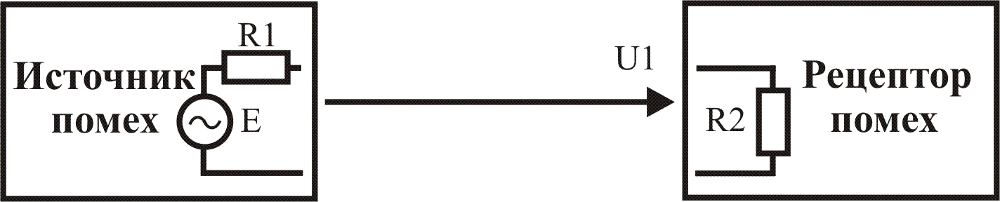 R1
Источник
помех
E
U1
R2
Рецептор
помех